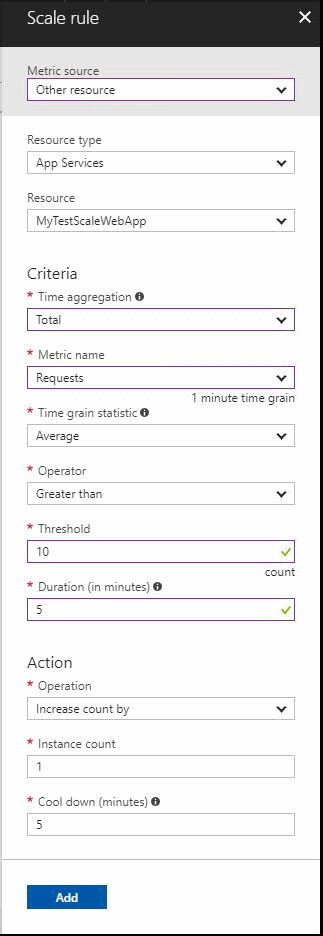 Scale rule
Metric source
Other resource
Resource type
App Services
Resource
MyTestScaleWebApp
Criteria
* Time aggregation
Total
* Metric name
Requests
1 minute time grain
* Time grain statistic
Average
* Operator
Greater than
* Threshold
10
count
* Duration (in minutes)
5
Action
* Operation
Increase count by
* Instance count
1
* Cool down (minutes)
5
Add